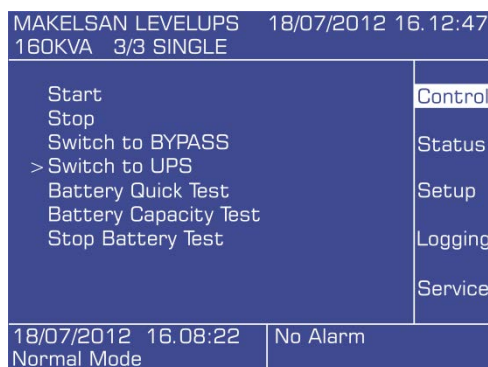 MAKELSAN LEVELUPS 18/07/2012 16.12:47
160KVA 3/3 SINGLE
Start
Stop
Switch to BYPASS
> Switch to UPS
Battery Quick Test
Battery Capacity Test
Stop Battery Test
Control
Status
Setup
Logging
Service
18/07/2012 16.08:22 No Alarm
Normal Mode